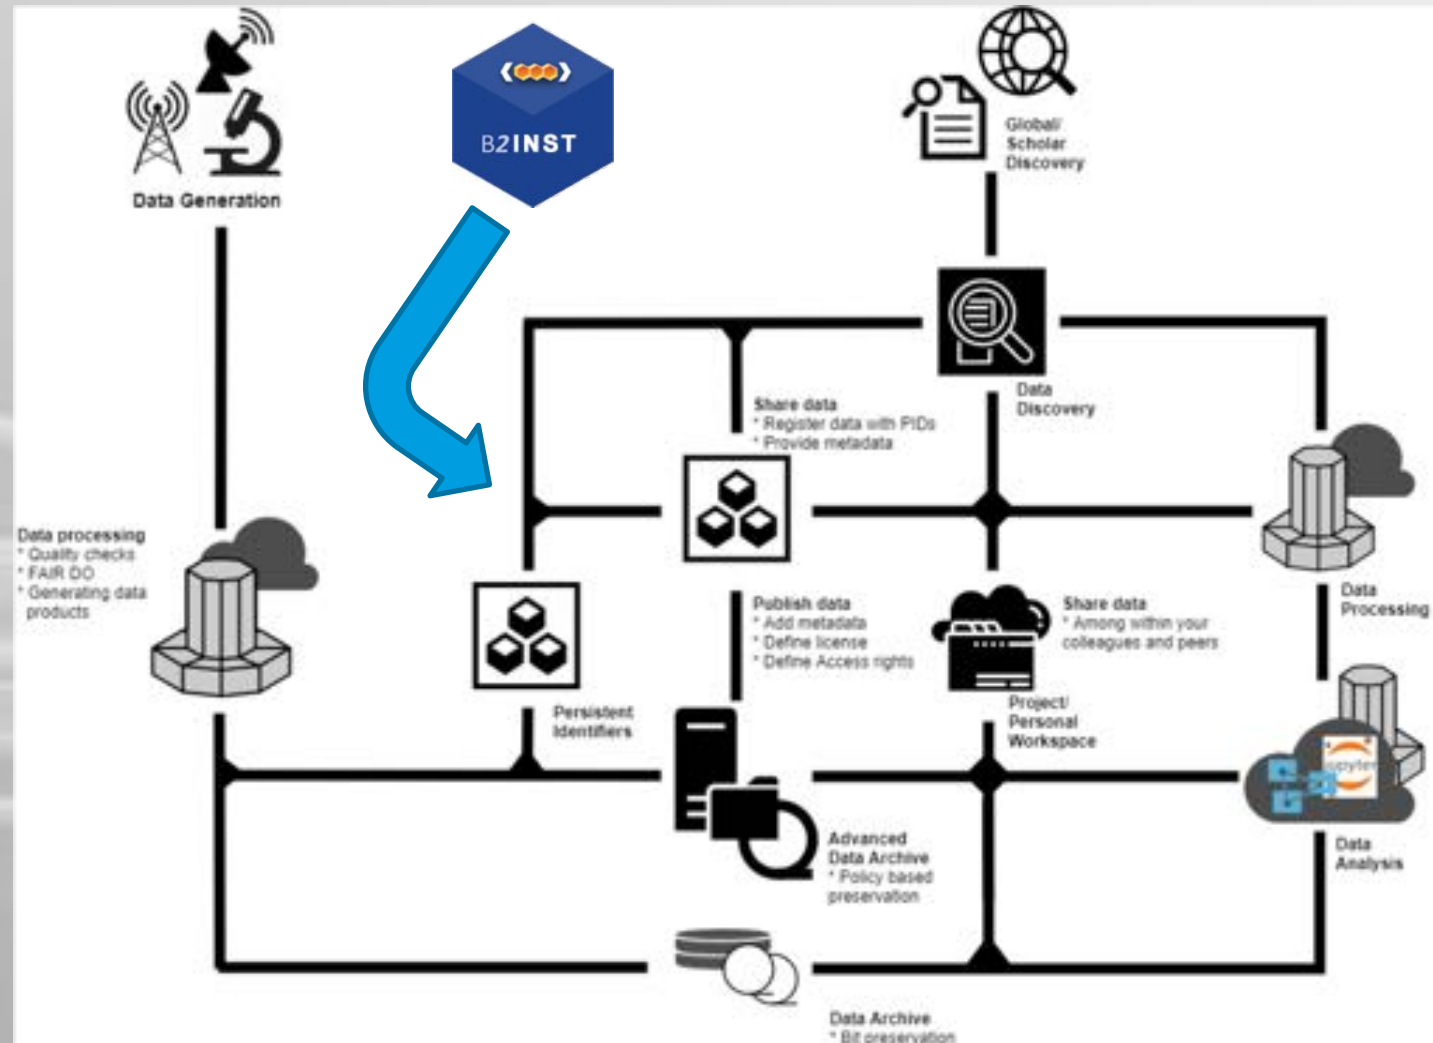 B2INST
Global/
Scholar
Discovery
Data Generation
Data
Discovery
Share data
* Register data with PIDs
* Provide metadata
Data processing
* Quality checks
* FAIR DO
* Generating data
products
Publish data
* Add metadata
* Define license
* Define Access rights
Share data
* Among within your
colleagues and peers
Data
Processing
Persistent
Identifiers
Project/
Personal
Workspace
jupyter
Advanced
Data Archive
* Policy based
preservation
Data
Analysis
Data Archive
* Bit preservation